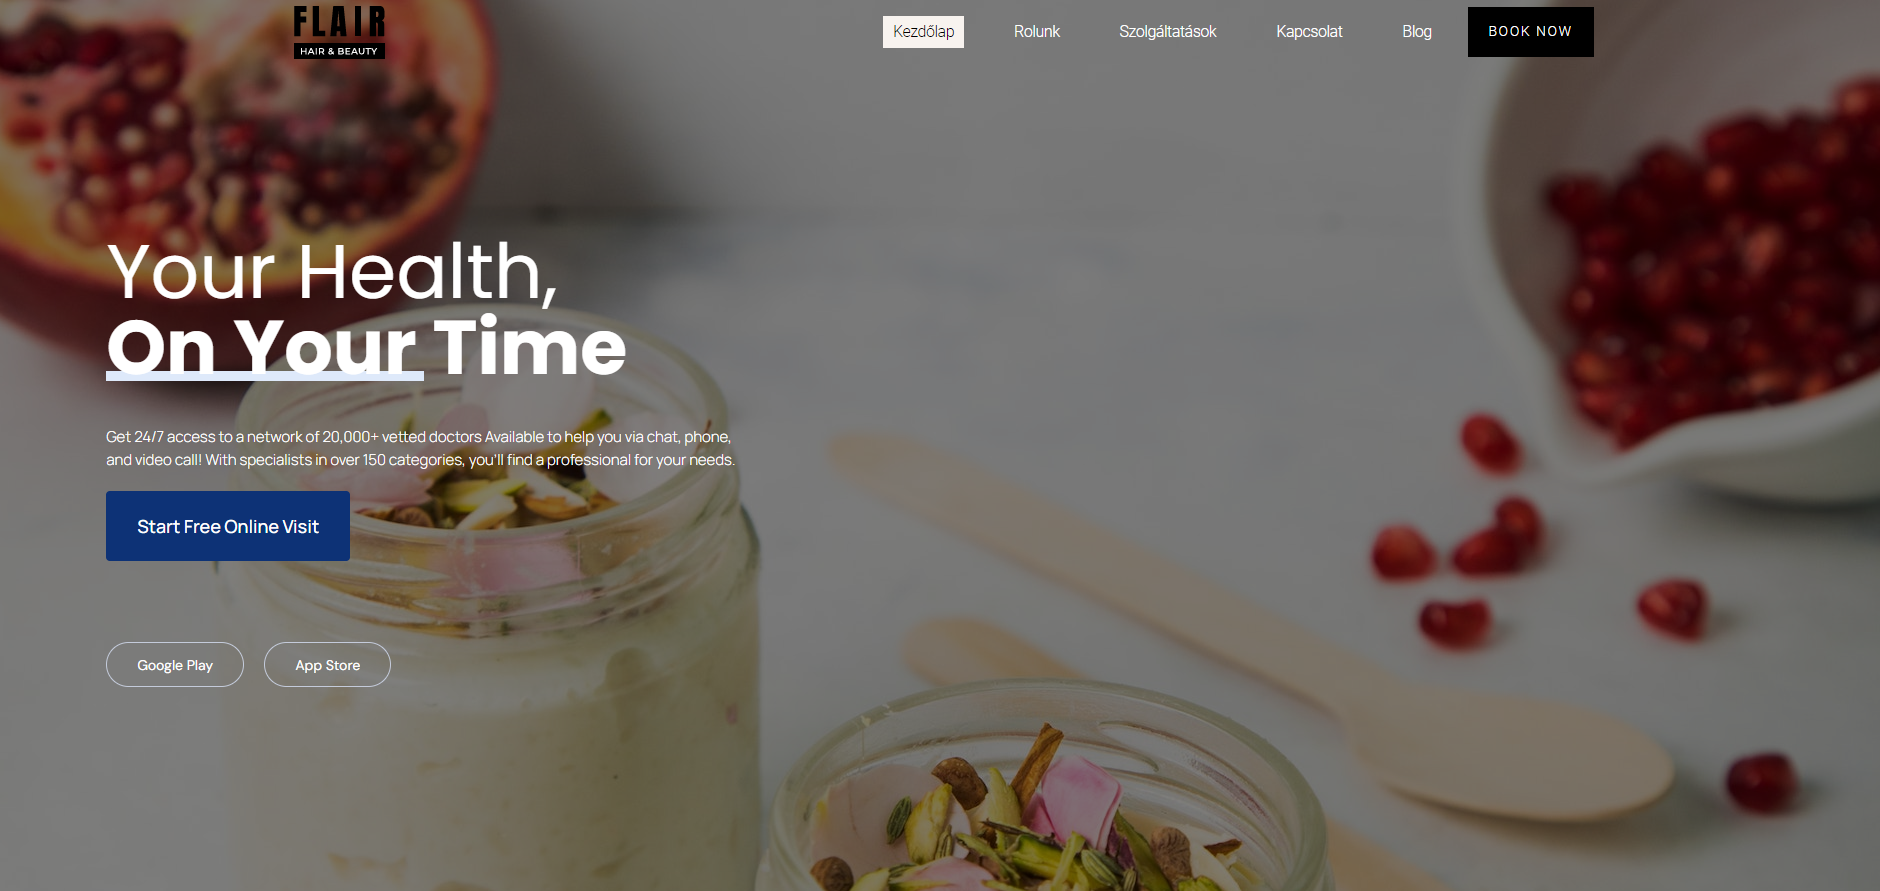 FLAIR
HAIR & BEAUTY
Kezdőlap
Rolunk
Szolgáltatások
Kapcsolat
Blog
BOOK NOW
Your Health,
On Your Time
Get 24/7 access to a network of 20,000+ vetted doctors Available to help you via chat, phone,
and video call! With specialists in over 150 categories, you'll find a professional for your needs.
Start Free Online Visit
Google Play
App Store